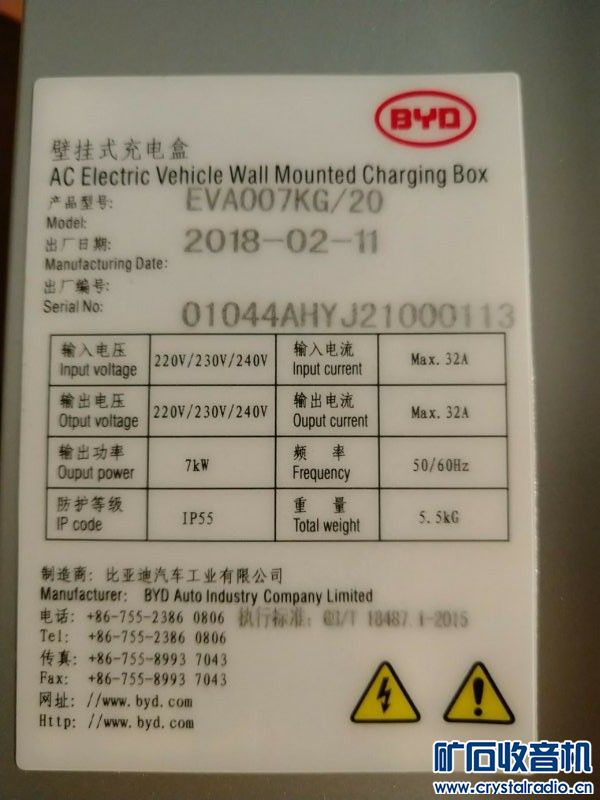 BYD
壁挂式充电盒
AC Electric Vehicle Wall Mounted Charging Box
产品型号: EVA007KG/20
Model:
出厂日期: 2018-02-11
Manufacturing Date:
出厂编号:
Serial No: 01044AHYJ21000113
输入电压 220V/230V/240V 输入电流 Max. 32A
Input voltage Input current
输出电压 220V/230V/240V 输出电流 Max. 32A
Otput voltage Ouput current
输出功率 7kW 频 率 50/60Hz
Ouput power Frequency
防护等级 IP55 重 量 5.5kG
IP code Total weight
制造商: 比亚迪汽车工业有限公司
Manufacturer: BYD Auto Industry Company Limited
电话: +86-755-2386 0806 执行标准: GB/T 18487.1-2015
Tel: +86-755-2386 0806
传真: +86-755-8993 7043
Fax: +86-755-8993 7043
网址: //www.byd.com
Http: //www.byd.com
矿石收音机
www.crystalradio.cn